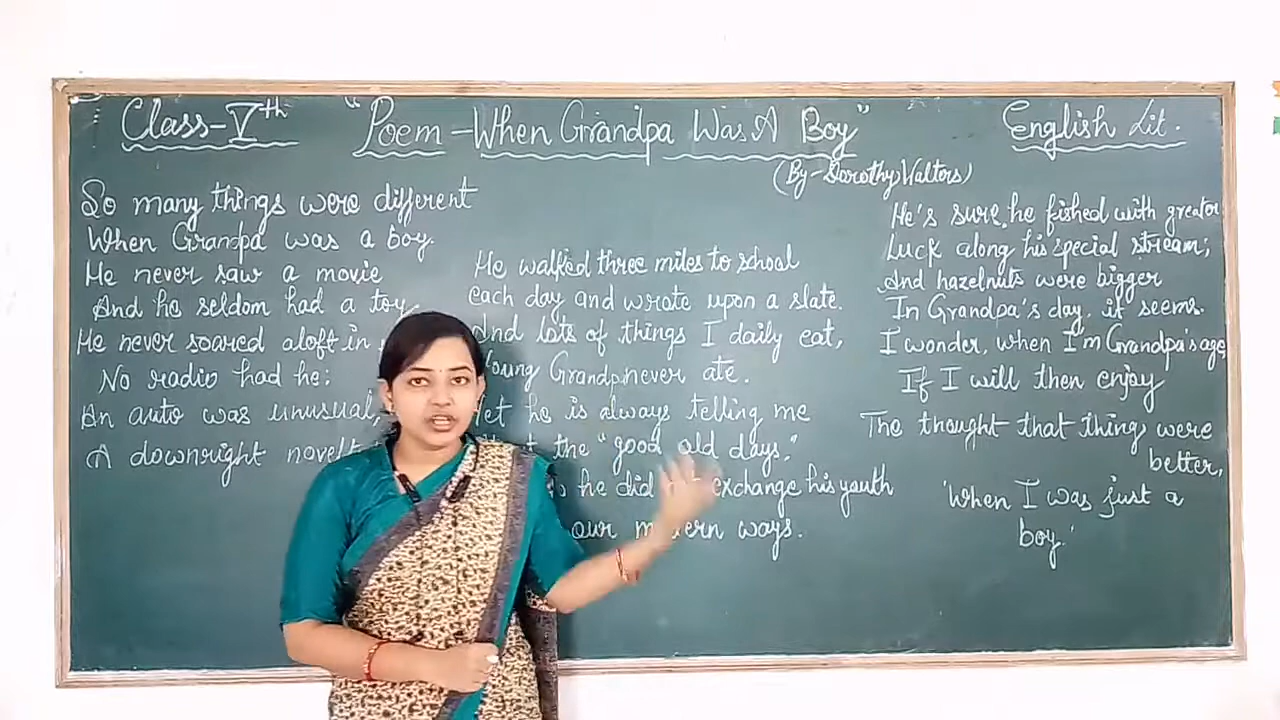 Class-Vth
"Poem-When Grandpa Was A Boy"
English Lit.
(By-Dorothy Walters)
So many things were different
When Grandpa was a boy.
He never saw a movie
And he seldom had a toy
He never soared aloft in
No radio had he:
An auto was unusual,
A downright
He walked three miles to school
each day and wrote upon a slate.
And lots of things I daily eat,
Young Grandpa never ate.
Yet he is always telling me
the "good old days."
he did exchange his youth
our modern ways.
He's sure, he fished with greator
Luck along his special stream;
And hazelnuts were bigger
In Grandpa's day, it seems.
I wonder, when I'm Grandpa's age,
If I will then enjoy
The thought that thing were
better,
'When I was just a
boy.'